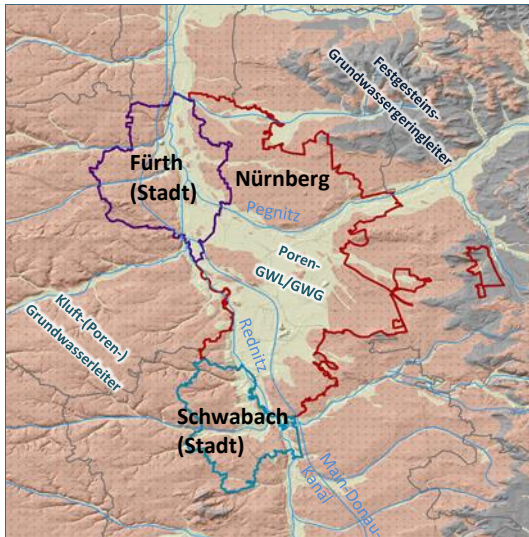 Festgesteins-
Grundwassergeringleiter
Fürth
(Stadt)
Nürnberg
Pegnitz
Poren-
GWL/GWG
Kluft-(Poren-)
Grundwasserleiter
Rednitz
Schwabach
(Stadt)
Main-Donau-
Kanal